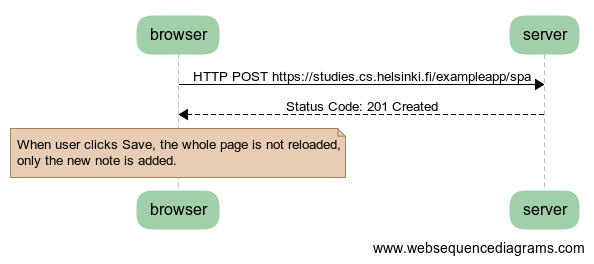 browser
server
HTTP POST https://studies.cs.helsinki.fi/exampleapp/spa
Status Code: 201 Created
When user clicks Save, the whole page is not reloaded,
only the new note is added.
browser
server
www.websequencediagrams.com